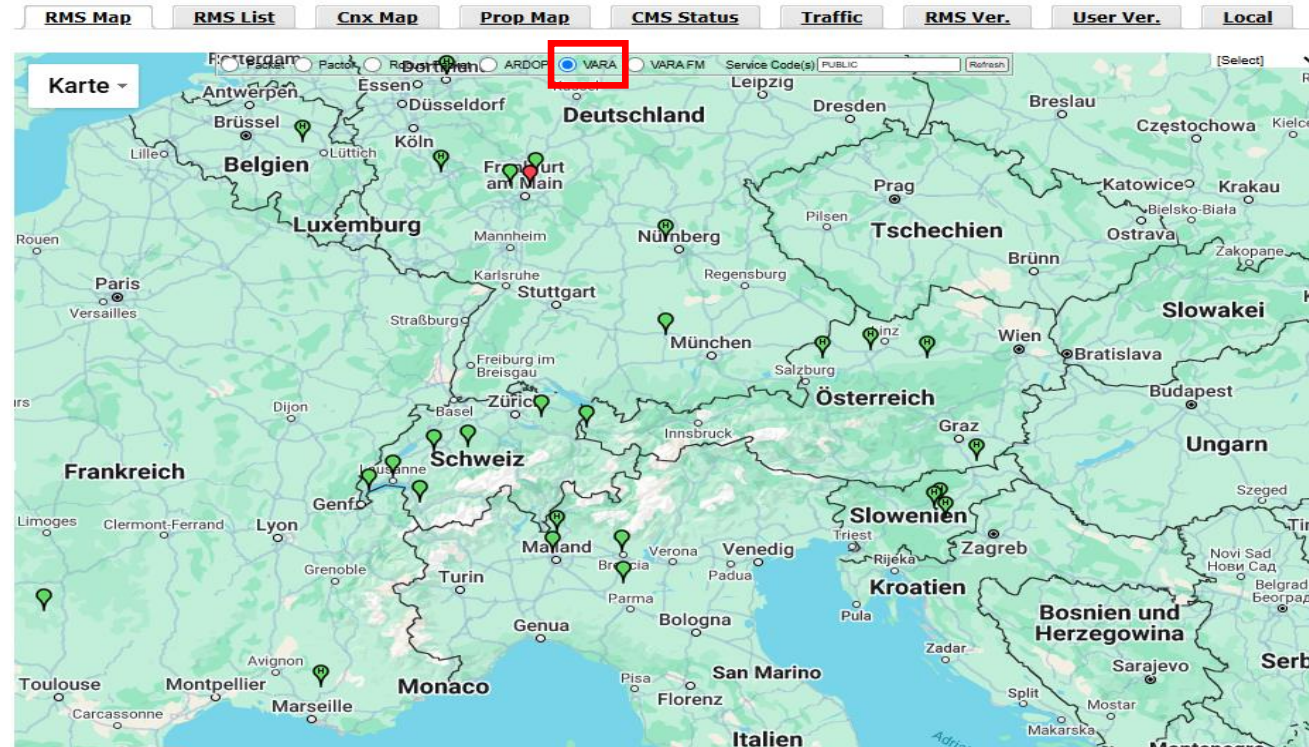 RMS Map RMS List Cnx Map Prop Map CMS Status Traffic RMS Ver. User Ver. Local
Karte
Packet Pactor Robust Packet ARDOP VARA VARA FM Service Code(s) PUBLIC Refresh
[Select]
Rotterdam
Dortmund
Antwerpen
Essen
Kassel
Leipzig
Düsseldorf
Deutschland
Dresden
Breslau
Brüssel
Köln
Częstochowa
Lille
Belgien
Lüttich
Frankfurt
am Main
Prag
Katowice
Krakau
Luxemburg
Bielsko-Biała
Pilsen
Rouen
Mannheim
Nürnberg
Tschechien
Ostrava
Zakopane
Brünn
Paris
Karlsruhe
Regensburg
Versailles
Stuttgart
Slowakei
Straßburg
München
Linz
Wien
Bratislava
Freiburg im
Breisgau
Salzburg
Österreich
Budapest
Dijon
Basel
Zürich
Innsbruck
Graz
Ungarn
Frankreich
Lausanne
Schweiz
Genf
Szeged
Limoges
Clermont-Ferrand
Lyon
Slowenien
Triest
Zagreb
Mailand
Brescia
Verona
Venedig
Rijeka
Novi Sad
Нови Сад
Grenoble
Turin
Padua
Kroatien
Parma
Pula
Bosnien und
Herzegowina
Genua
Bologna
Zadar
Avignon
San Marino
Sarajevo
Toulouse
Montpellier
Monaco
Pisa
Florenz
Split
Mostar
Carcassonne
Marseille
Makarska
Italien